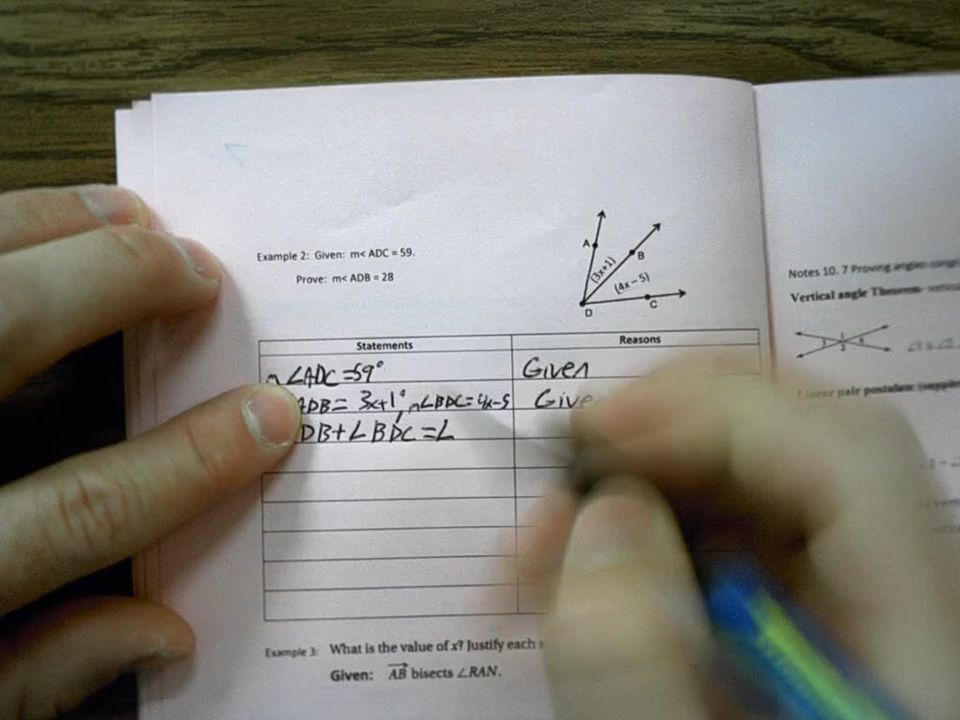 Example 2: Given: m< ADC = 59.
Prove: m< ADB = 28
A
B
(3x+1)
(4x – 5)
D
C
Statements
Reasons
∠ADC = 59°
Given
ADB = 3x+1°, m∠BDC = 4x-5
Give
DB + ∠BDC = ∠
Example 3: What is the value of x? Justify each
Given: AB bisects ∠RAN.
Notes 10. 7 Proving angles
Vertical angle Theorem-
Linear pair postulate